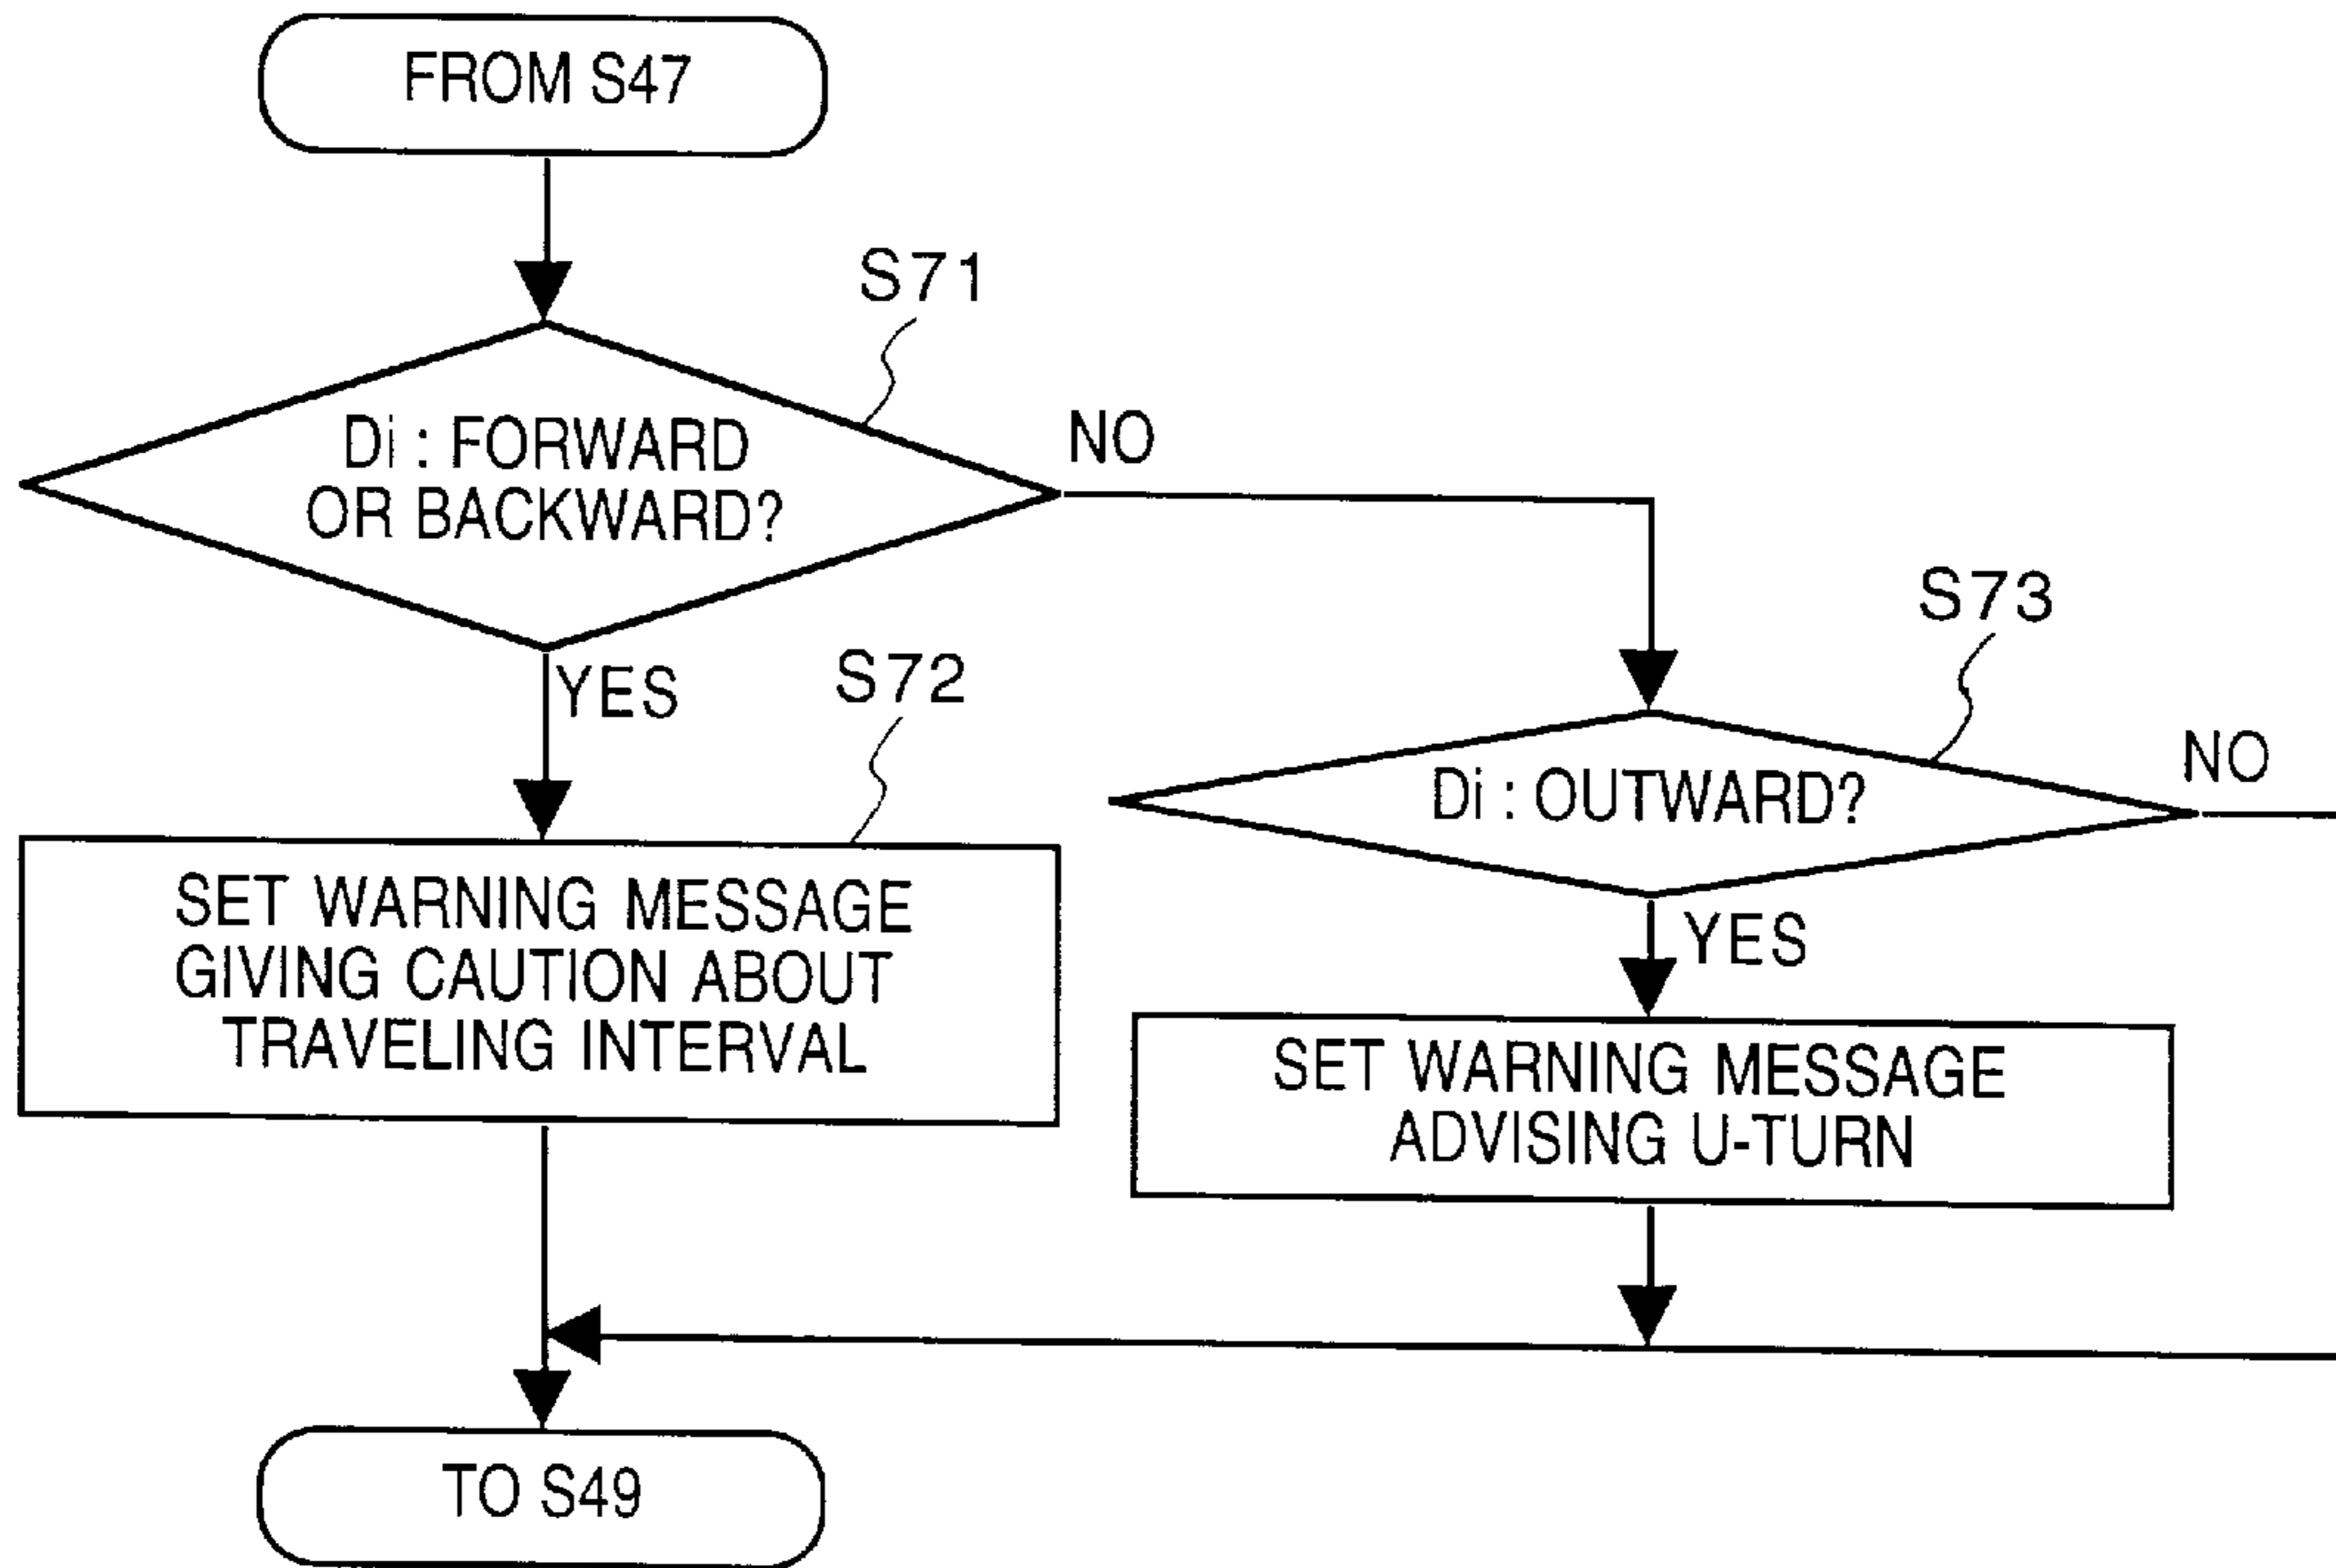 FROM S47
S71
Di : FORWARD
OR BACKWARD?
NO
YES
S72
S73
Di : OUTWARD?
NO
YES
SET WARNING MESSAGE
GIVING CAUTION ABOUT
TRAVELING INTERVAL
SET WARNING MESSAGE
ADVISING U-TURN
TO S49